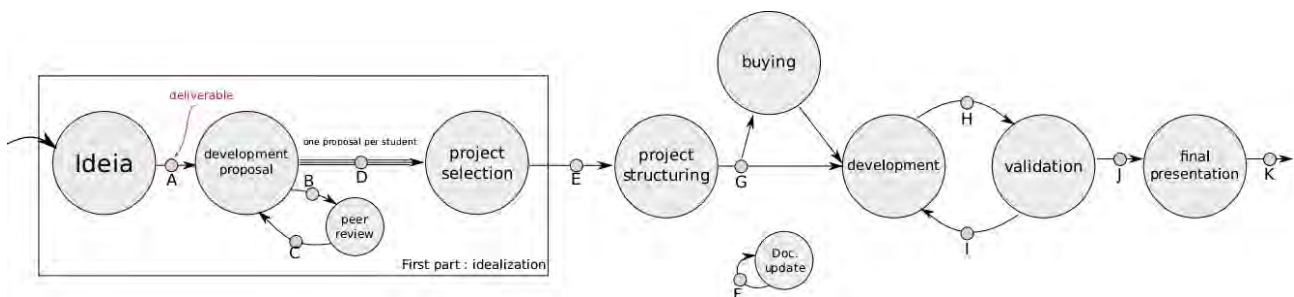 buying
deliverable
Ideia
A
development
proposal
one proposal per student
D
B
C
peer
review
project
selection
First part : idealization
E
project
structuring
G
development
H
I
validation
J
final
presentation
K
Doc.
update
F